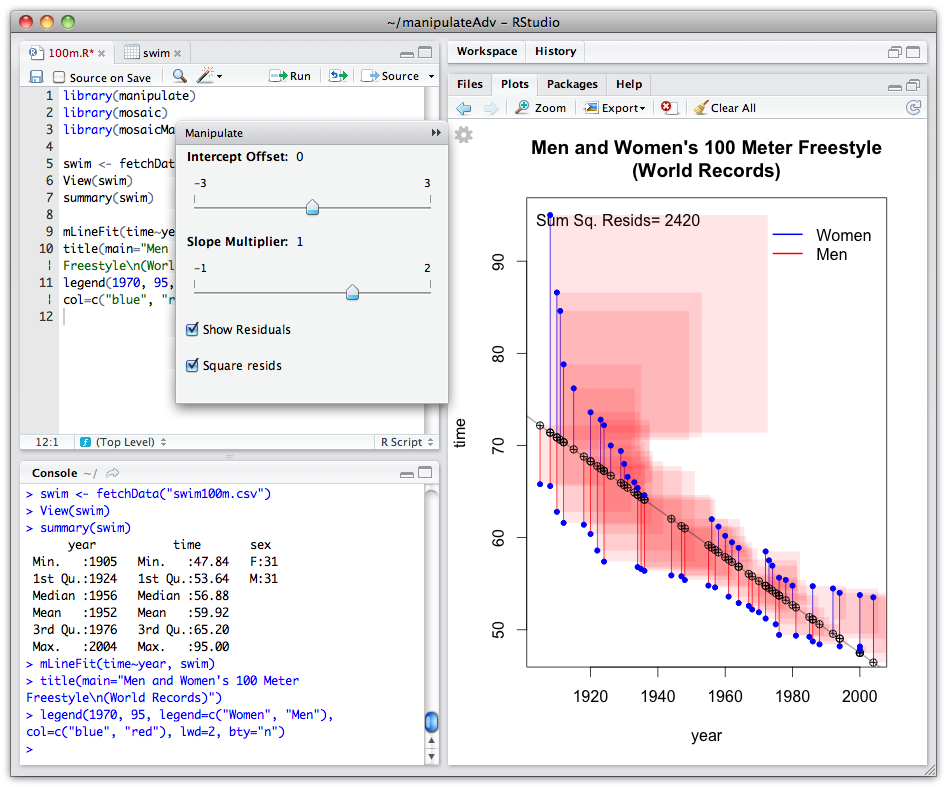 ~/manipulateAdv – RStudio
100m.R*
swim
Source on Save
Run
Source
1 library(manipulate)
2 library(mosaic)
3 library(mosaicMa
4
5 swim <- fetchDat
6 View(swim)
7 summary(swim)
8
9 mLineFit(time~yea
10 title(main="Men
Freestyle\n(Worl
11 legend(1970, 95,
col=c("blue", "r
12
12:1
(Top Level)
R Script
Manipulate
Intercept Offset: 0
-3 3
Slope Multiplier: 1
-1 2
Show Residuals
Square resids
Console ~/
> swim <- fetchData("swim100m.csv")
> View(swim)
> summary(swim)
year time sex
Min. :1905 Min. :47.84 F:31
1st Qu.:1924 1st Qu.:53.64 M:31
Median :1956 Median :56.88
Mean :1952 Mean :59.92
3rd Qu.:1976 3rd Qu.:65.20
Max. :2004 Max. :95.00
> mLineFit(time~year, swim)
> title(main="Men and Women's 100 Meter
Freestyle\n(World Records)")
> legend(1970, 95, legend=c("Women", "Men"),
col=c("blue", "red"), lwd=2, bty="n")
>
Workspace History
Files Plots Packages Help
Zoom Export Clear All
Men and Women's 100 Meter Freestyle
(World Records)
Sum Sq. Resids= 2420
Women
Men
90
80
70
60
50
time
1920 1940 1960 1980 2000
year